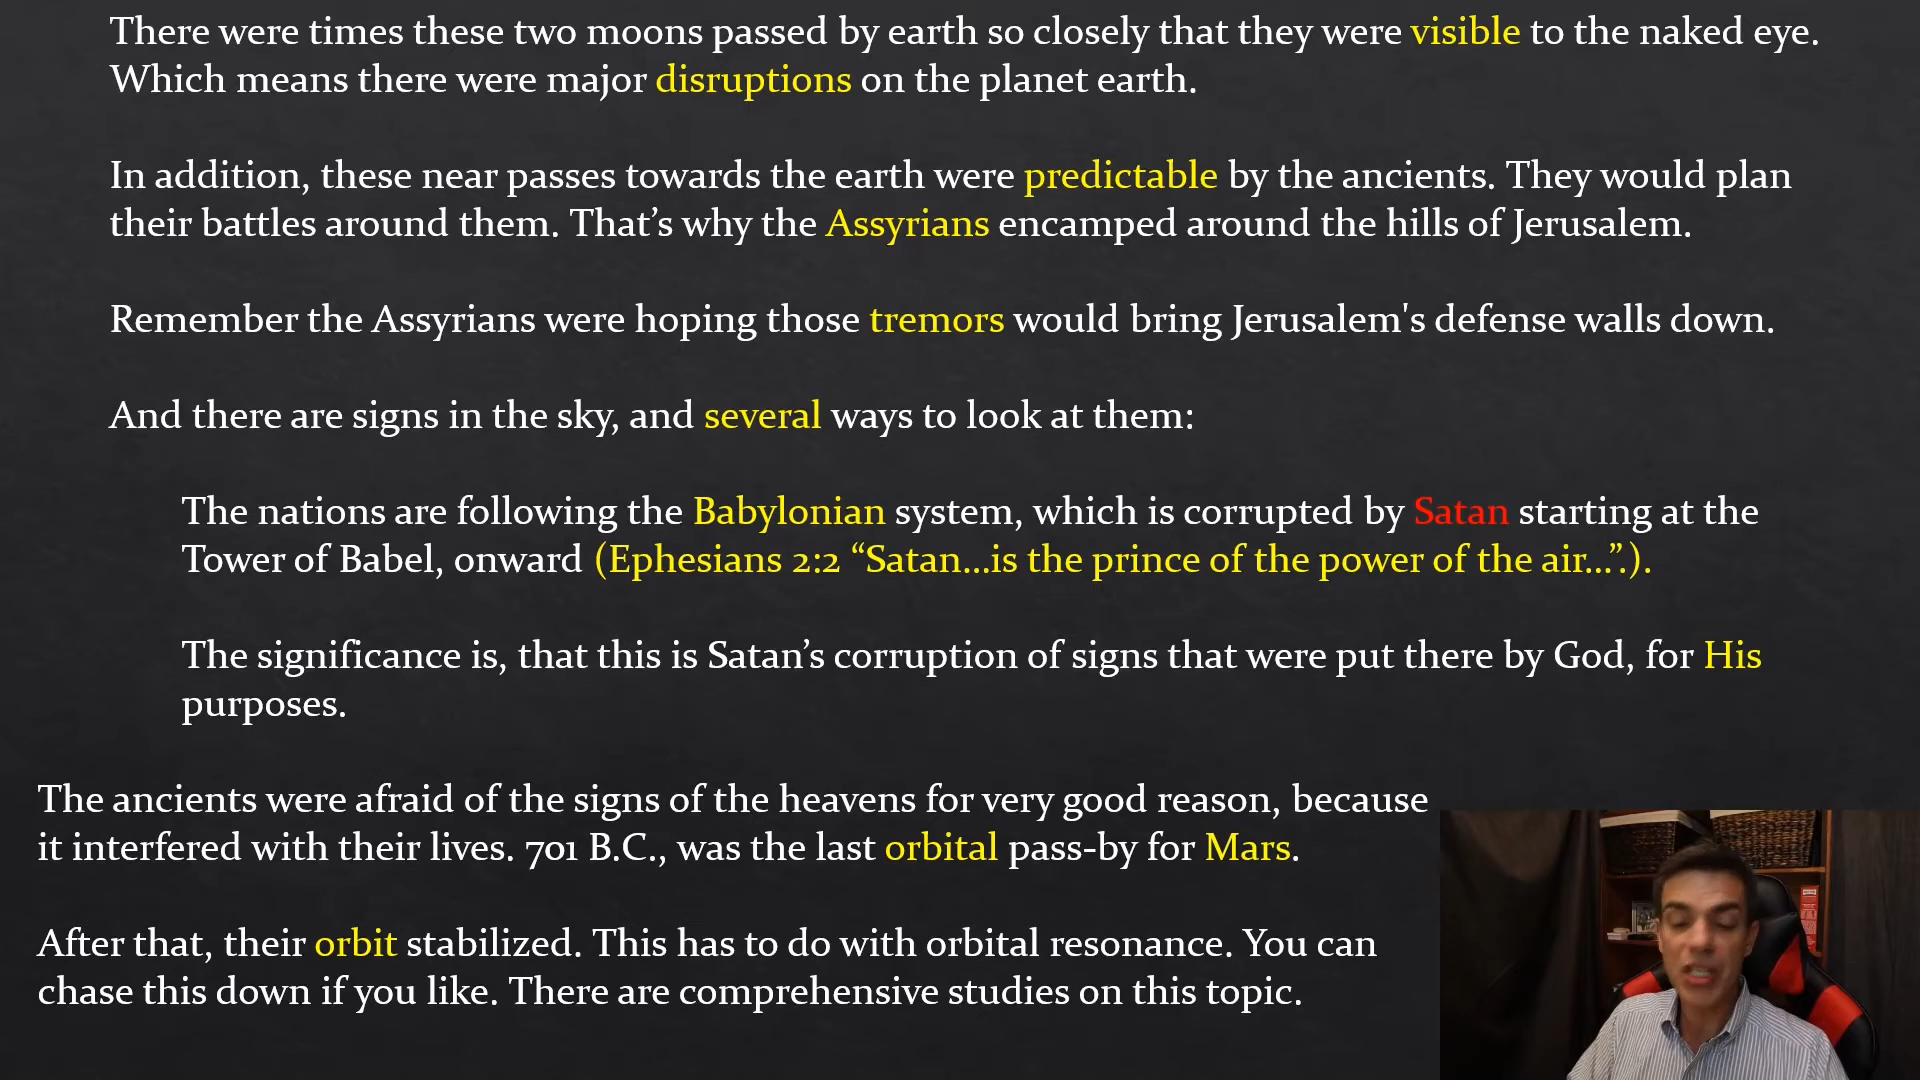 There were times these two moons passed by earth so closely that they were visible to the naked eye.
Which means there were major disruptions on the planet earth.
In addition, these near passes towards the earth were predictable by the ancients. They would plan
their battles around them. That’s why the Assyrians encamped around the hills of Jerusalem.
Remember the Assyrians were hoping those tremors would bring Jerusalem's defense walls down.
And there are signs in the sky, and several ways to look at them:
The nations are following the Babylonian system, which is corrupted by Satan starting at the
Tower of Babel, onward (Ephesians 2:2 “Satan…is the prince of the power of the air…”.).
The significance is, that this is Satan’s corruption of signs that were put there by God, for His
purposes.
The ancients were afraid of the signs of the heavens for very good reason, because
it interfered with their lives. 701 B.C., was the last orbital pass-by for Mars.
After that, their orbit stabilized. This has to do with orbital resonance. You can
chase this down if you like. There are comprehensive studies on this topic.